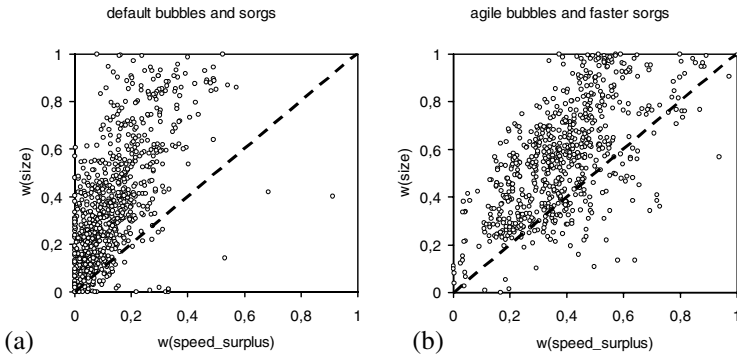 default bubbles and sorgs
1
0,8
0,6
0,4
0,2
0
w(size)
0 0,2 0,4 0,6 0,8 1
w(speed_surplus)
(a)
agile bubbles and faster sorgs
1
0,8
0,6
0,4
0,2
0
w(size)
0 0,2 0,4 0,6 0,8 1
w(speed_surplus)
(b)